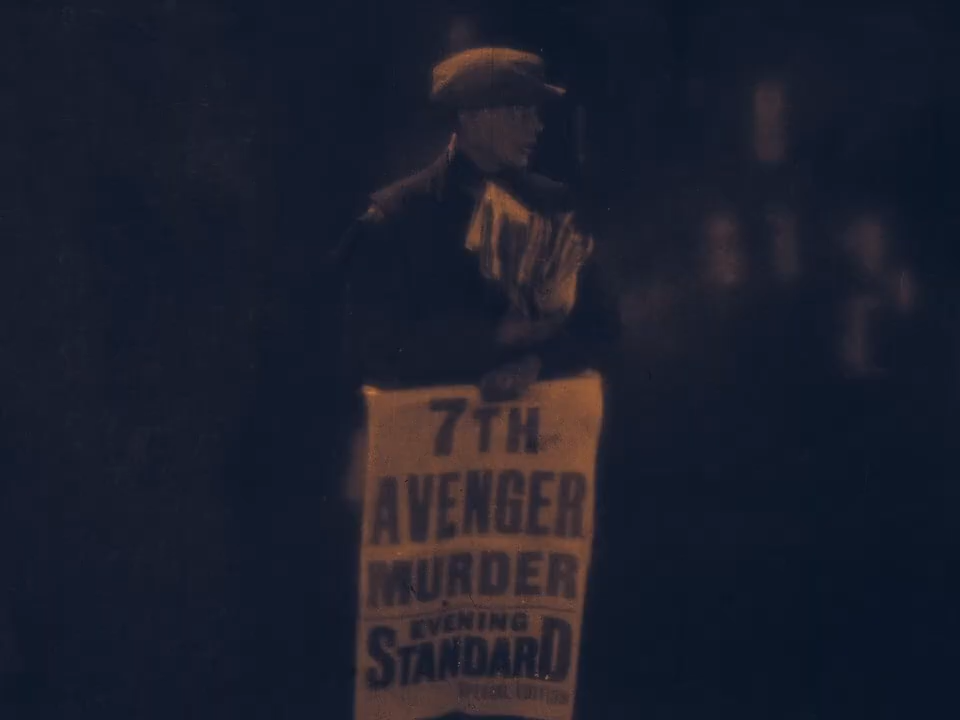 7TH
AVENGER
MURDER
EVENING
STANDARD
SPECIAL EDITION